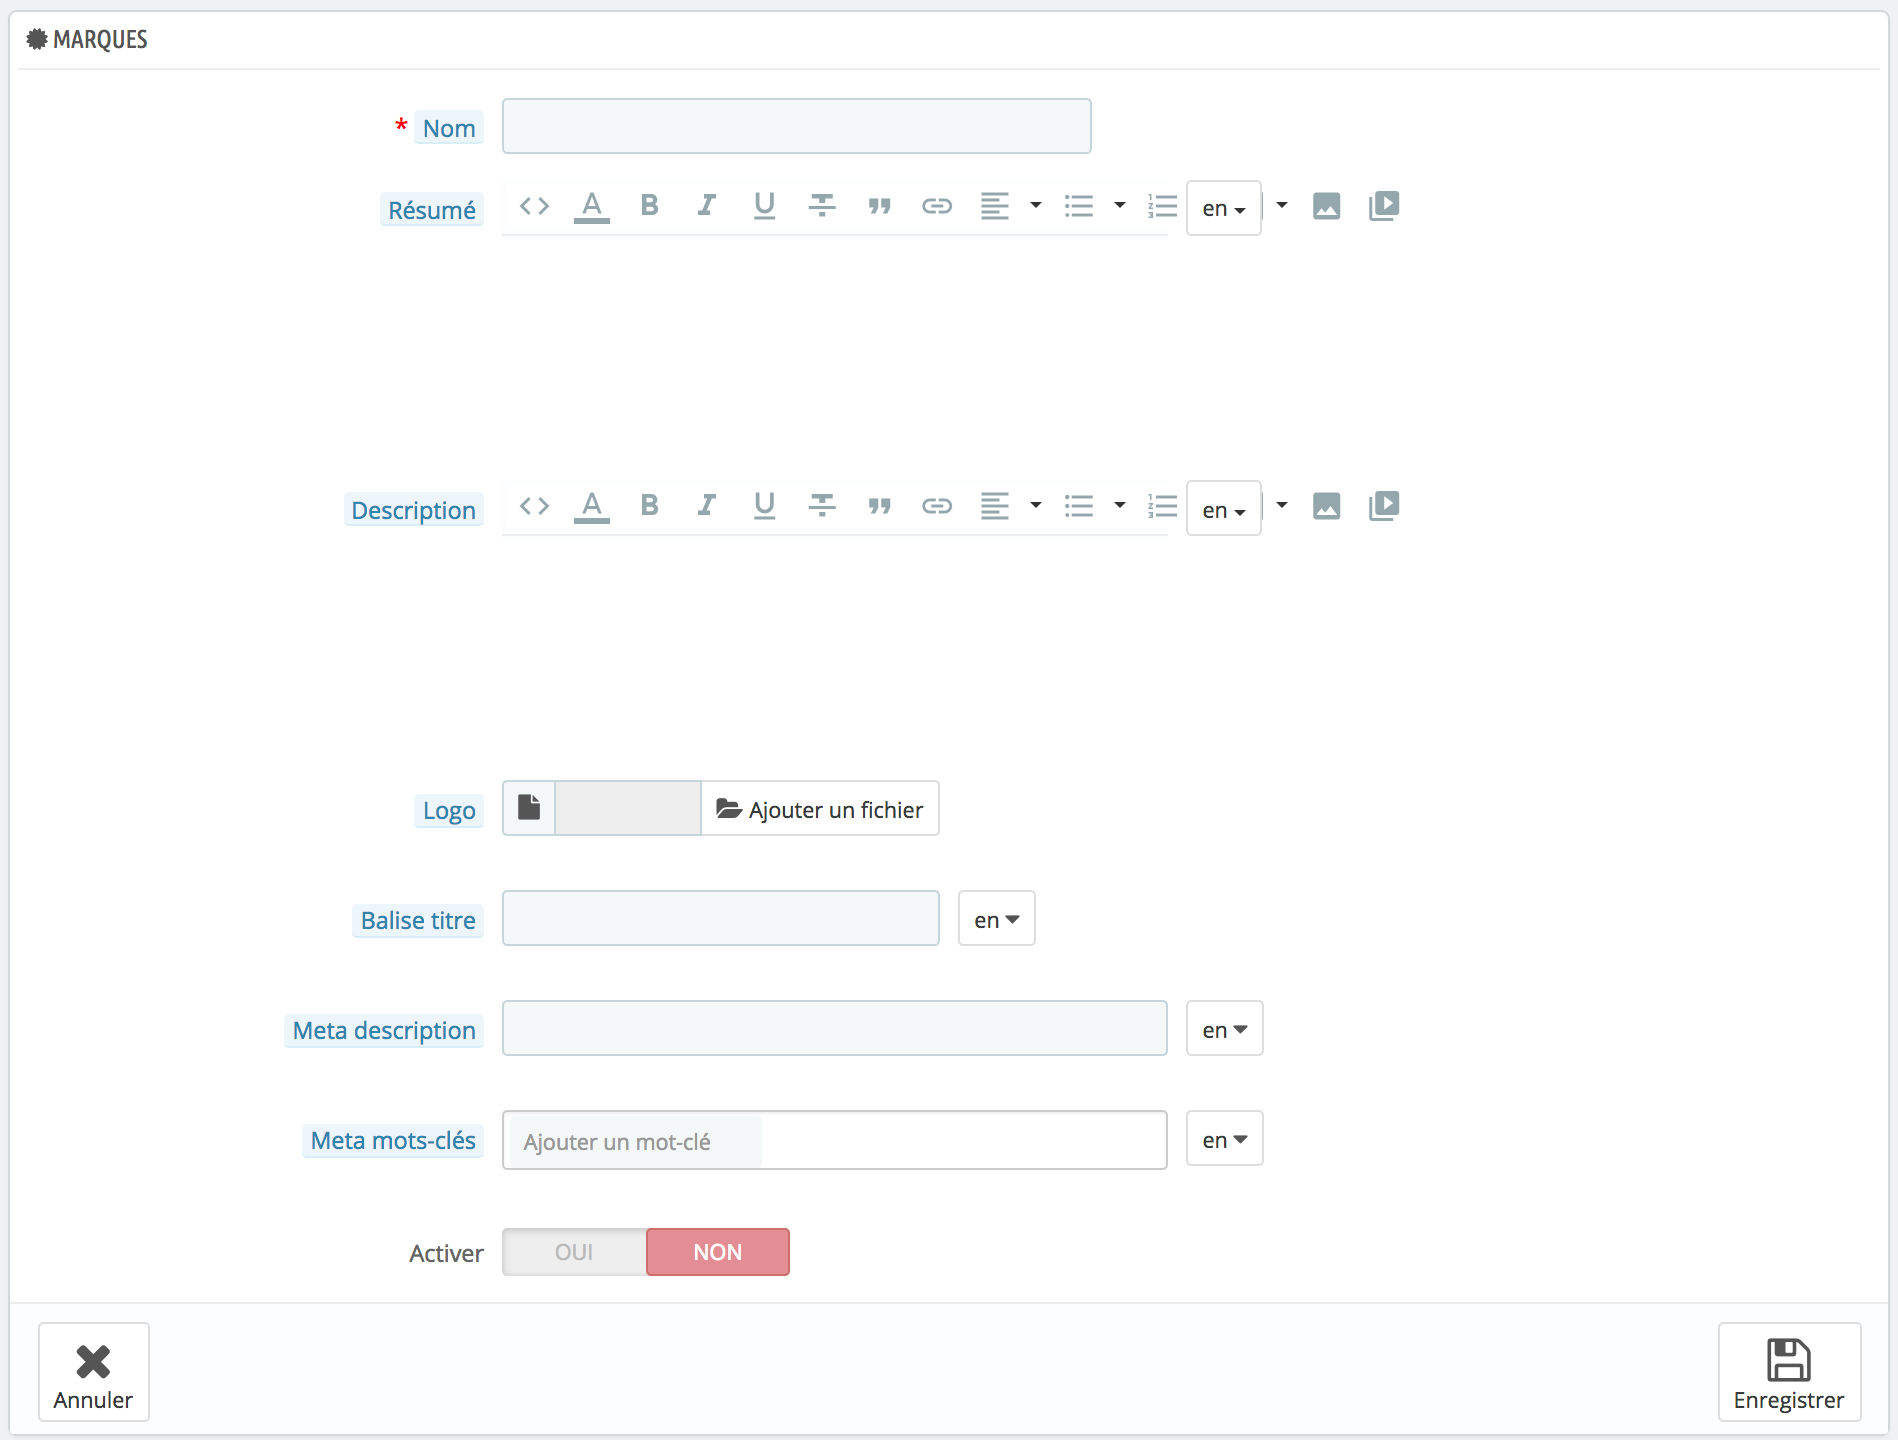 MARQUES
* Nom
Résumé
en
Description
en
Logo
Ajouter un fichier
Balise titre
en
Meta description
en
Meta mots-clés
Ajouter un mot-clé
en
Activer
OUI
NON
Annuler
Enregistrer